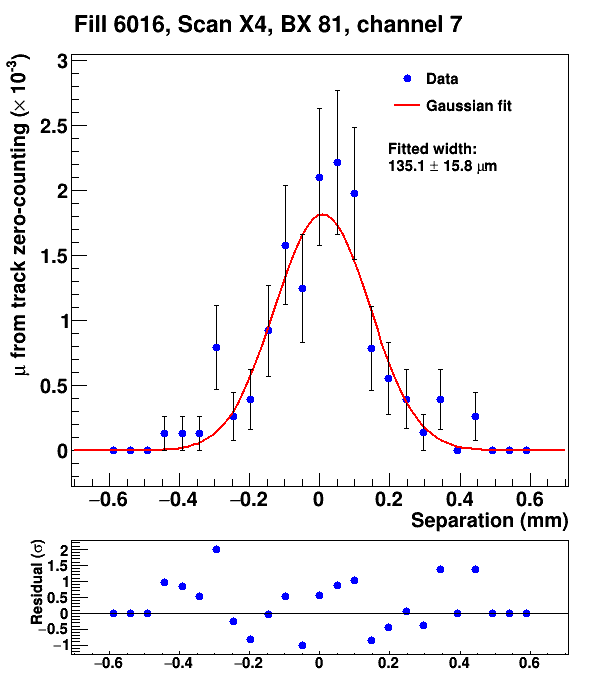 Fill 6016, Scan X4, BX 81, channel 7
μ from track zero-counting (× 10⁻³)
3
2.5
2
1.5
1
0.5
0
Data
Gaussian fit
Fitted width:
135.1 ± 15.8 μm
−0.6 −0.4 −0.2 0 0.2 0.4 0.6
Separation (mm)
Residual (σ)
2
1.5
1
0.5
0
−0.5
−1
−0.6 −0.4 −0.2 0 0.2 0.4 0.6